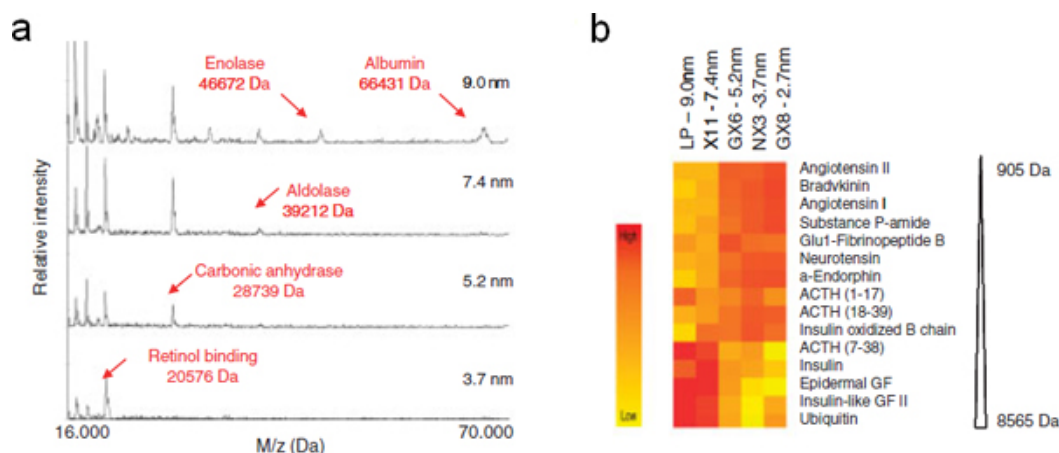 a
Relative intensity
Enolase
46672 Da
Albumin
66431 Da
9.0 nm
7.4 nm
Aldolase
39212 Da
5.2 nm
Carbonic anhydrase
28739 Da
3.7 nm
Retinol binding
20576 Da
16.000
70.000
M/z (Da)
b
LP – 9.0nm
X11 - 7.4nm
GX6 - 5.2nm
NX3 -3.7nm
GX8 - 2.7nm
High
Low
Angiotensin II
Bradvkinin
Angiotensin I
Substance P-amide
Glu1-Fibrinopeptide B
Neurotensin
a-Endorphin
ACTH (1-17)
ACTH (18-39)
Insulin oxidized B chain
ACTH (7-38)
Insulin
Epidermal GF
Insulin-like GF II
Ubiquitin
905 Da
8565 Da